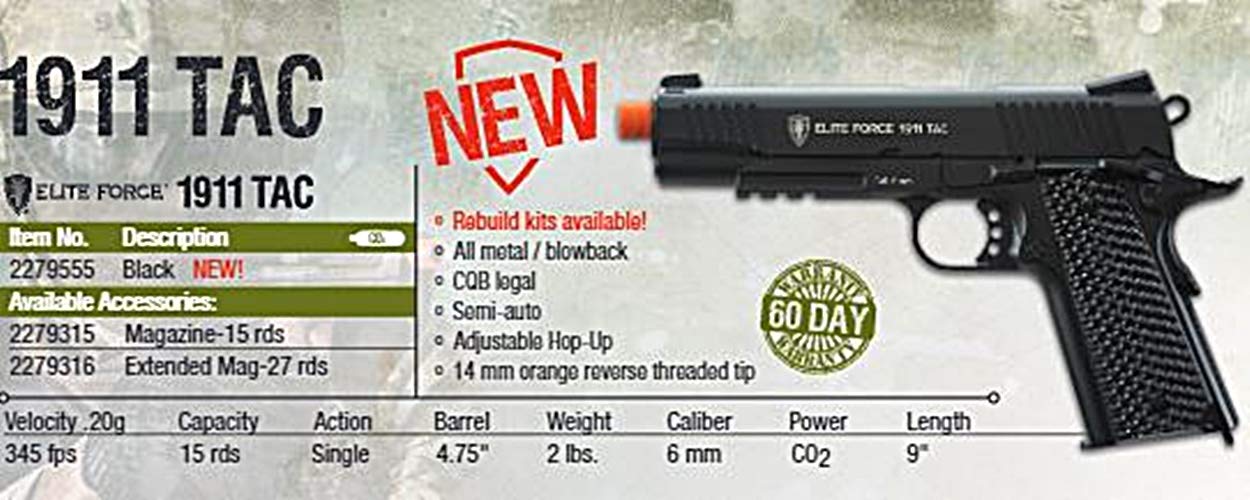 1911 TAC
NEW
ELITE FORCE 1911 TAC
ELITE FORCE 1911 TAC
Item No. Description CO2
2279555 Black NEW!
Available Accessories:
2279315 Magazine-15 rds
2279316 Extended Mag-27 rds
Rebuild kits available!
All metal / blowback
CQB legal
Semi-auto
Adjustable Hop-Up
14 mm orange reverse threaded tip
WARRANTY
60 DAY
WARRANTY
Velocity .20g Capacity Action Barrel Weight Caliber Power Length
345 fps 15 rds Single 4.75" 2 lbs. 6 mm CO2 9"